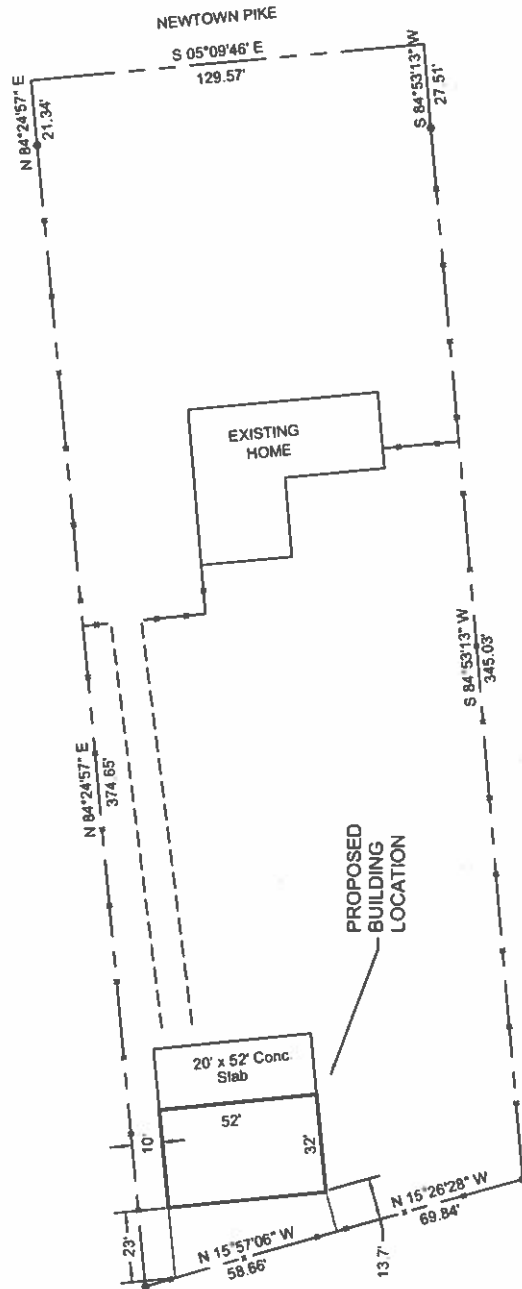 NEWTOWN PIKE
S 05°09'46" E
129.57'
N 84°24'57" E
21.34'
S 84°53'13" W
27.51'
EXISTING
HOME
N 84°24'57" E
374.65'
S 84°53'13" W
345.03'
PROPOSED
BUILDING
LOCATION
20' x 52' Conc.
Slab
10'
52'
32'
23'
N 15°57'06" W
58.66'
N 15°26'28" W
69.84'
13.7'